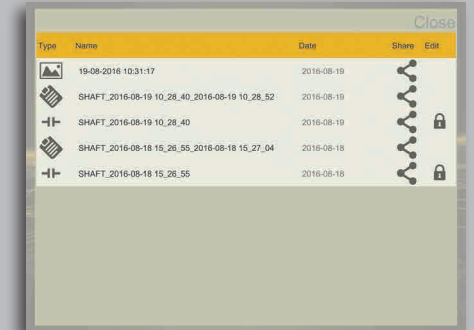 Close
Type Name Date Share Edit
19-08-2016 10:31:17 2016-08-19
SHAFT_2016-08-19 10_28_40_2016-08-19 10_28_52 2016-08-19
SHAFT_2016-08-19 10_28_40 2016-08-19
SHAFT_2016-08-18 15_26_55_2016-08-18 15_27_04 2016-08-18
SHAFT_2016-08-18 15_26_55 2016-08-18